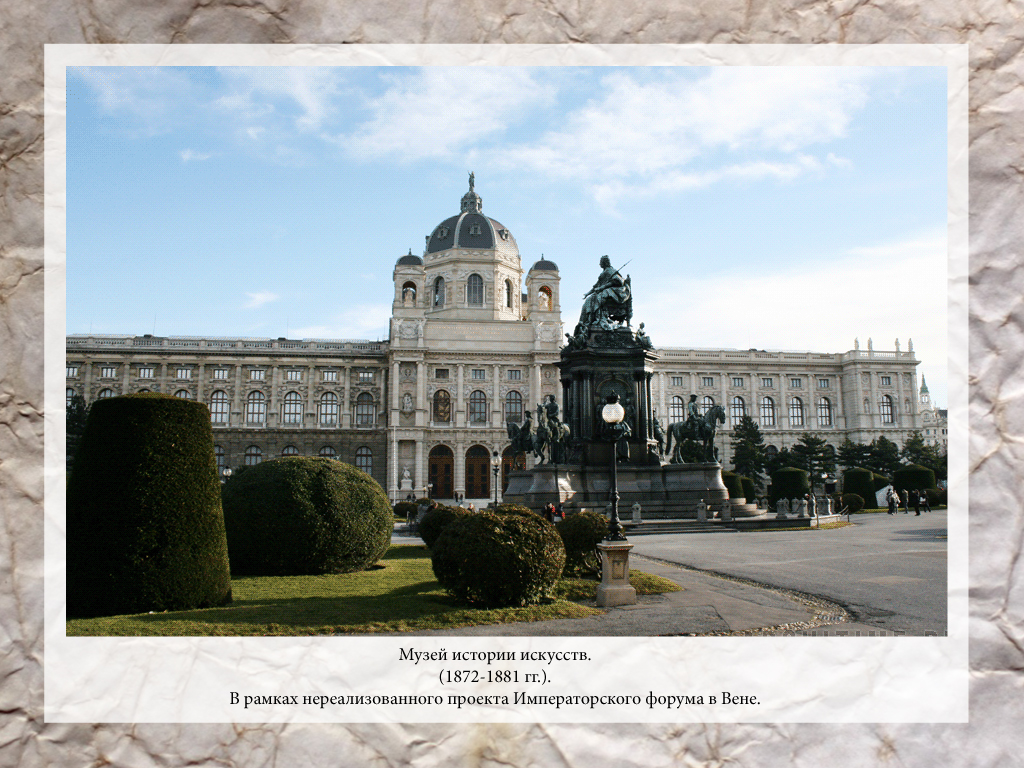 Музей истории искусств.
(1872-1881 гг.).
В рамках нереализованного проекта Императорского форума в Вене.